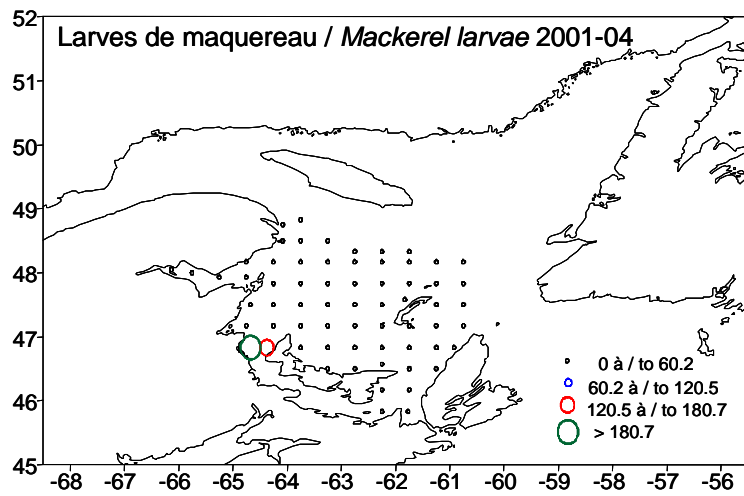 Larves de maquereau / Mackerel larvae 2001-04
52
51
50
49
48
47
46
45
0 à / to 60.2
60.2 à / to 120.5
120.5 à / to 180.7
> 180.7
-68 -67 -66 -65 -64 -63 -62 -61 -60 -59 -58 -57 -56